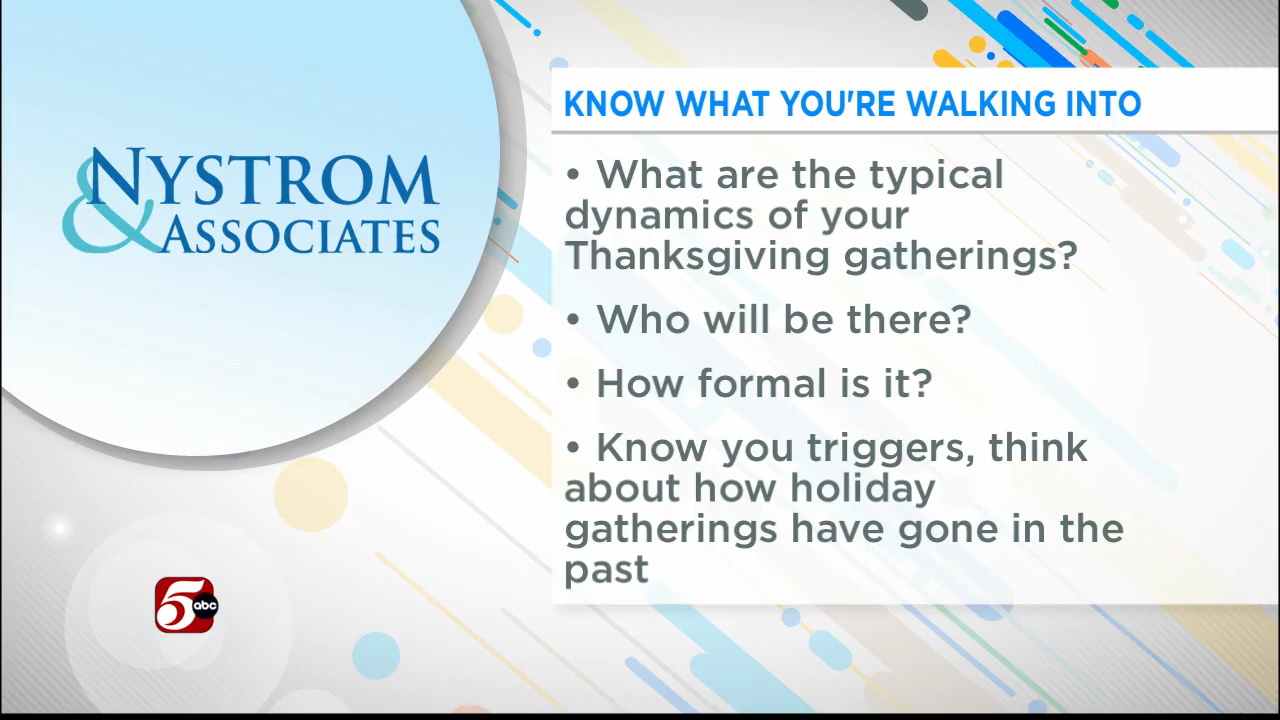 NYSTROM
& ASSOCIATES
KNOW WHAT YOU'RE WALKING INTO
• What are the typical
dynamics of your
Thanksgiving gatherings?
• Who will be there?
• How formal is it?
• Know you triggers, think
about how holiday
gatherings have gone in the
past
5 abc